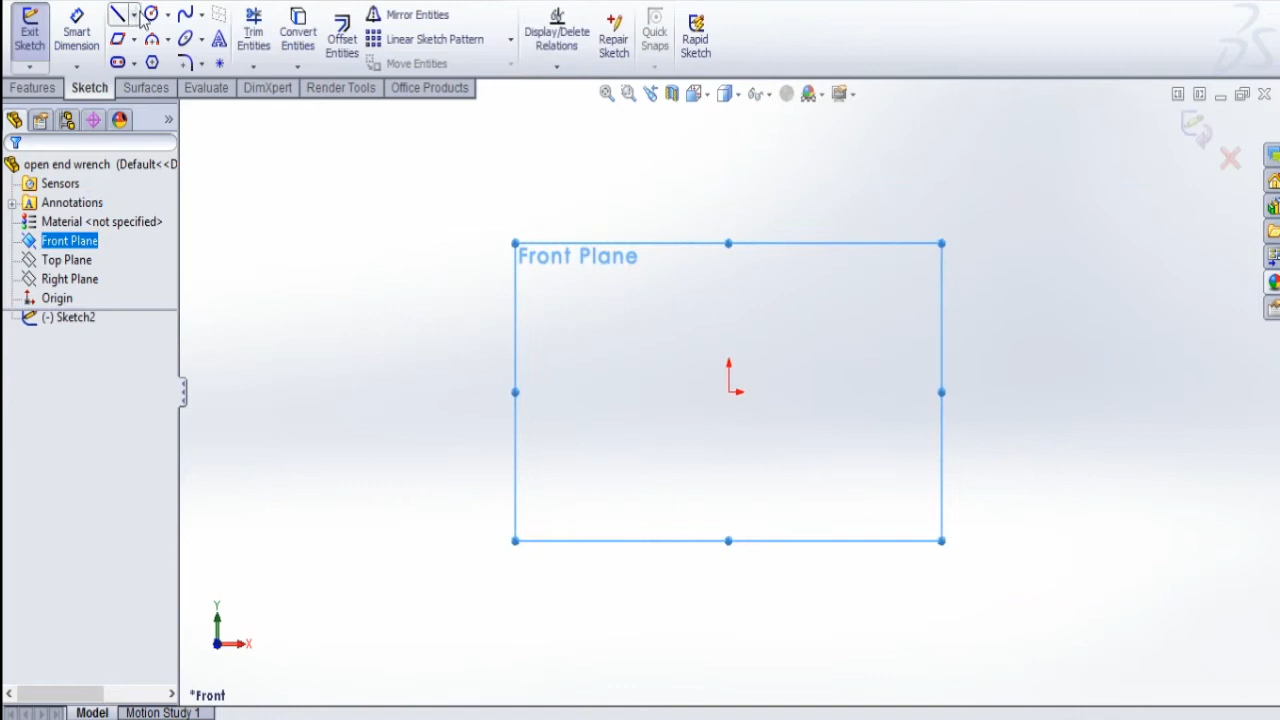 Exit
Sketch
Smart
Dimension
Trim
Entities
Convert
Entities
Offset
Entities
Mirror Entities
Linear Sketch Pattern
Move Entities
Display/Delete
Relations
Repair
Sketch
Quick
Snaps
Rapid
Sketch
Features Sketch Surfaces Evaluate DimXpert Render Tools Office Products
open end wrench (Default<<D
Sensors
Annotations
Material <not specified>
Front Plane
Top Plane
Right Plane
Origin
(-) Sketch2
Front Plane
Y
X
*Front
Model Motion Study 1